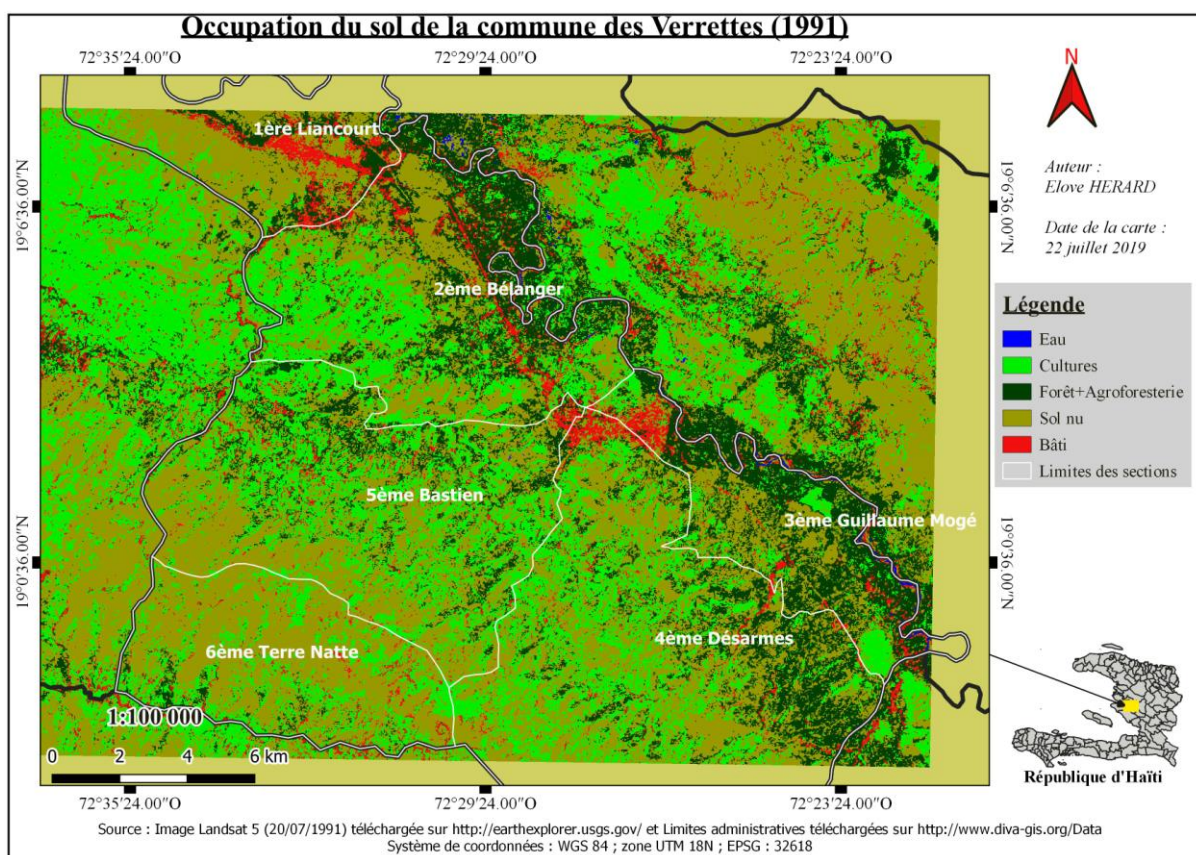 Occupation du sol de la commune des Verrettes (1991)
72°35'24.00"O
72°29'24.00"O
72°23'24.00"O
N
Auteur :
Elove HERARD
Date de la carte :
22 juillet 2019
19°6'36.00"N
19°6'36.00"N
19°0'36.00"N
19°0'36.00"N
1ère Liancourt
2ème Bélanger
5ème Bastien
3ème Guillaume Mogé
4ème Désarmes
6ème Terre Natte
Légende
Eau
Cultures
Forêt+Agroforesterie
Sol nu
Bâti
Limites des sections
1:100 000
0 2 4 6 km
72°35'24.00"O
72°29'24.00"O
72°23'24.00"O
République d'Haïti
Source : Image Landsat 5 (20/07/1991) téléchargée sur http://earthexplorer.usgs.gov/ et Limites administratives téléchargées sur http://www.diva-gis.org/Data
Système de coordonnées : WGS 84 ; zone UTM 18N ; EPSG : 32618